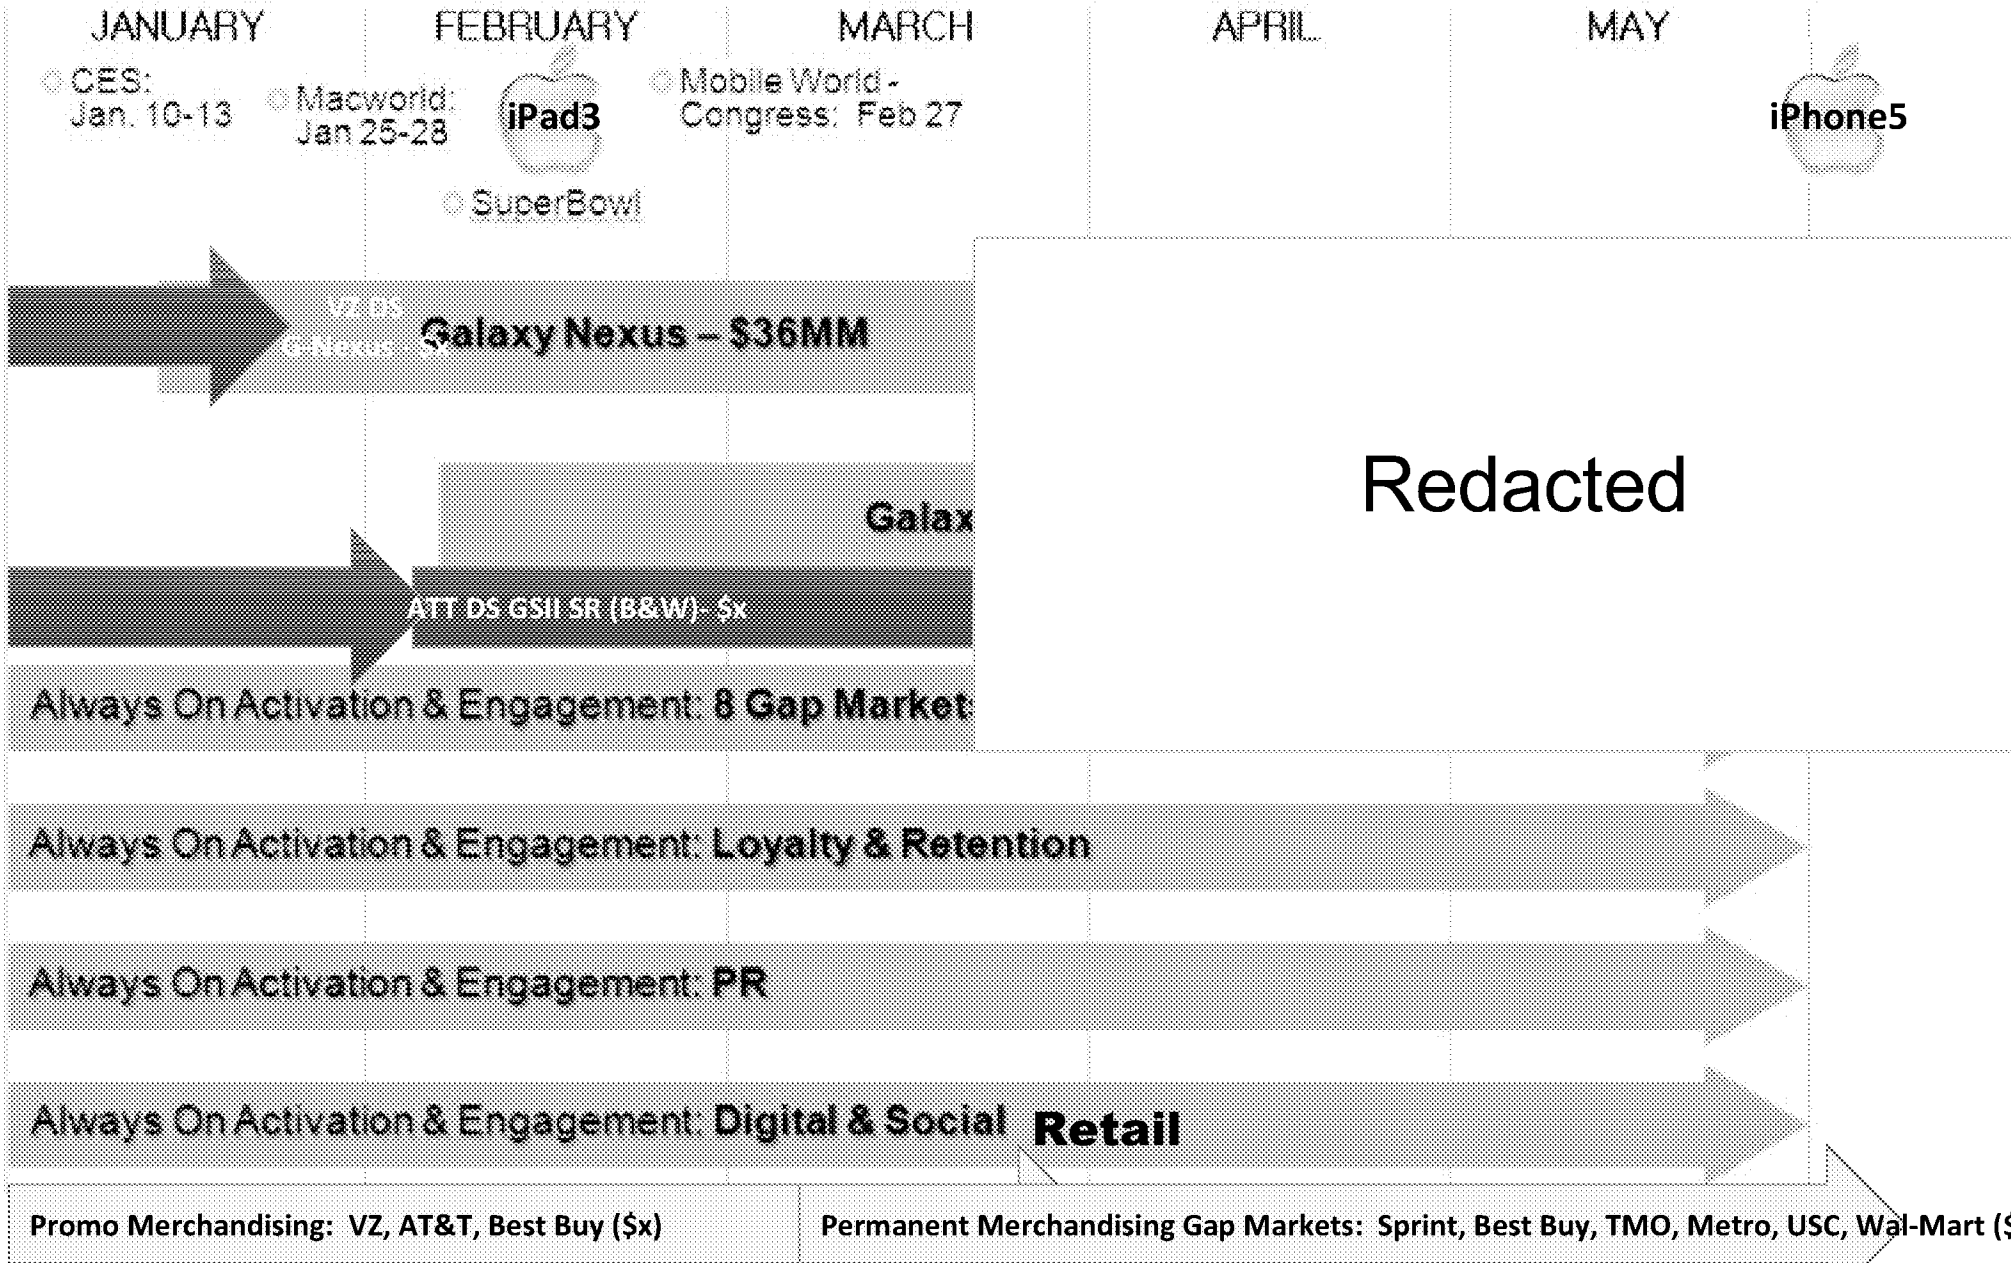 JANUARY
FEBRUARY
MARCH
APRIL
MAY
CES:
Jan. 10-13
Macworld:
Jan 25-28
iPad3
Mobile World -
Congress: Feb 27
iPhone5
SuperBowl
VZ DS
G Nexus
Galaxy Nexus – $36MM
Redacted
Galax
ATT DS GSII SR (B&W)- $x
Always On Activation & Engagement: 8 Gap Market
Always On Activation & Engagement: Loyalty & Retention
Always On Activation & Engagement: PR
Always On Activation & Engagement: Digital & Social
Retail
Promo Merchandising: VZ, AT&T, Best Buy ($x)
Permanent Merchandising Gap Markets: Sprint, Best Buy, TMO, Metro, USC, Wal-Mart ($